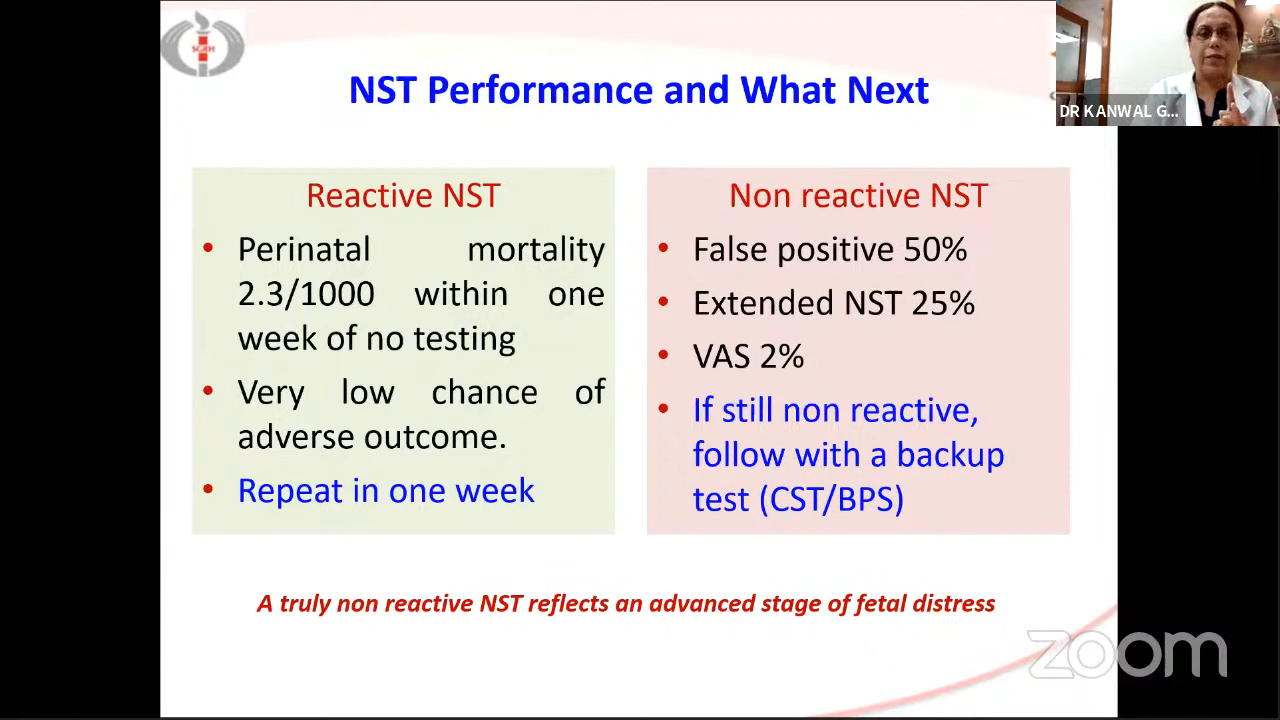 SGRH
NST Performance and What Next
DR KANWAL G...
Reactive NST
• Perinatal mortality
2.3/1000 within one
week of no testing
• Very low chance of
adverse outcome.
• Repeat in one week
Non reactive NST
• False positive 50%
• Extended NST 25%
• VAS 2%
• If still non reactive,
follow with a backup
test (CST/BPS)
A truly non reactive NST reflects an advanced stage of fetal distress
zoom